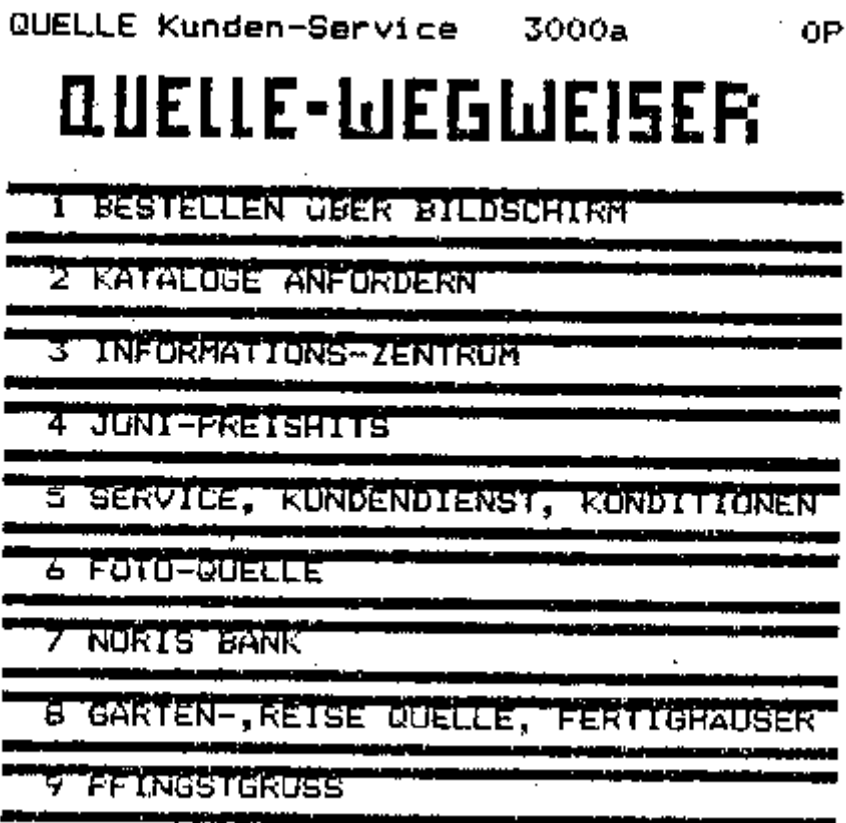 QUELLE Kunden-Service 3000a 0P
QUELLE-WEGWEISER
1 BESTELLEN ÜBER BILDSCHIRM
2 KATALOGE ANFORDERN
3 INFORMATIONS-ZENTRUM
4 JUNI-PREISHITS
5 SERVICE, KUNDENDIENST, KONDITIONEN
6 FOTO-QUELLE
7 NORIS BANK
8 GARTEN-,REISE QUELLE, FERTIGHÄUSER
9 PFINGSTGRUSS